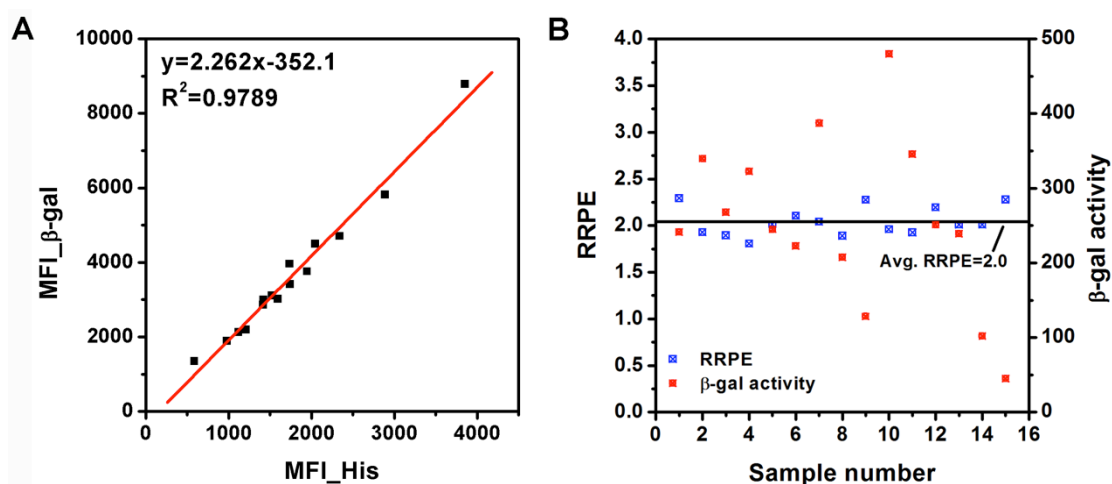 A
y=2.262x-352.1
R²=0.9789
MFI_β-gal
10000
8000
6000
4000
2000
0
0 1000 2000 3000 4000
MFI_His
B
RRPE
4.0
3.5
3.0
2.5
2.0
1.5
1.0
0.5
0.0
Avg. RRPE=2.0
RRPE
β-gal activity
500
400
300
200
100
0
β-gal activity
0 2 4 6 8 10 12 14 16
Sample number